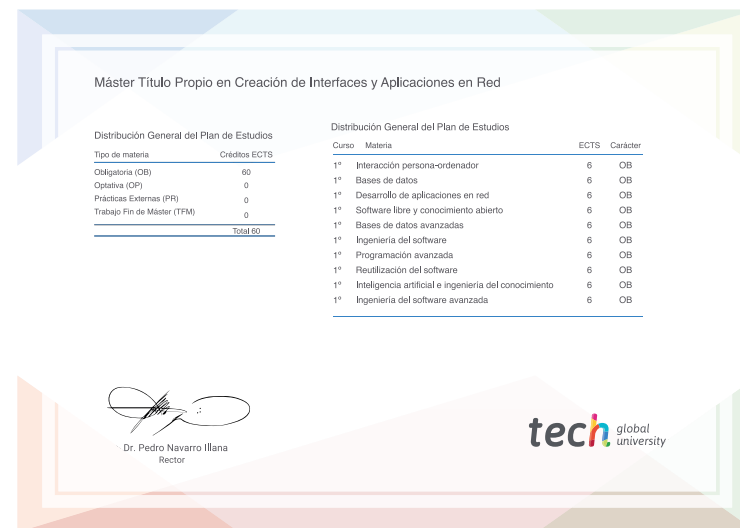 Máster Título Propio en Creación de Interfaces y Aplicaciones en Red
Distribución General del Plan de Estudios
Tipo de materia Créditos ECTS
Obligatoria (OB) 60
Optativa (OP) 0
Prácticas Externas (PR) 0
Trabajo Fin de Máster (TFM) 0
Total 60
Distribución General del Plan de Estudios
Curso Materia ECTS Carácter
1º Interacción persona-ordenador 6 OB
1º Bases de datos 6 OB
1º Desarrollo de aplicaciones en red 6 OB
1º Software libre y conocimiento abierto 6 OB
1º Bases de datos avanzadas 6 OB
1º Ingeniería del software 6 OB
1º Programación avanzada 6 OB
1º Reutilización del software 6 OB
1º Inteligencia artificial e ingeniería del conocimiento 6 OB
1º Ingeniería del software avanzada 6 OB
Dr. Pedro Navarro Illana
Rector
tech global
university